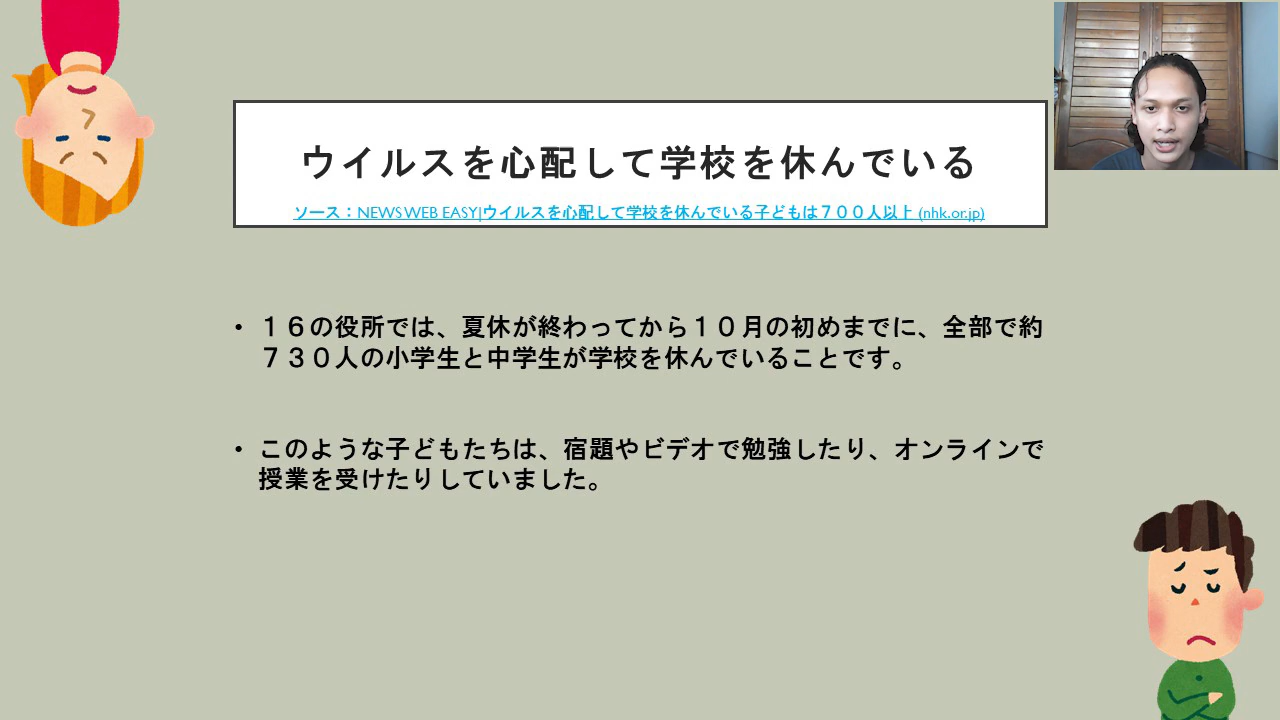 ウイルスを心配して学校を休んでいる
ソース：NEWS WEB EASY|ウイルスを心配して学校を休んでいる子どもは７００人以上 (nhk.or.jp)
• １６の役所では、夏休が終わってから１０月の初めまでに、全部で約
７３０人の小学生と中学生が学校を休んでいることです。
• このような子どもたちは、宿題やビデオで勉強したり、オンラインで
授業を受けたりしていました。